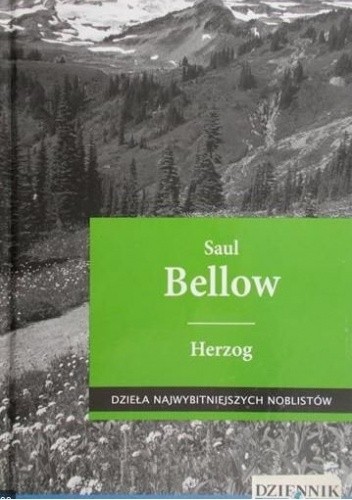 Saul
Bellow
Herzog
DZIEŁA NAJWYBITNIEJSZYCH NOBLISTÓW
DZIENNIK